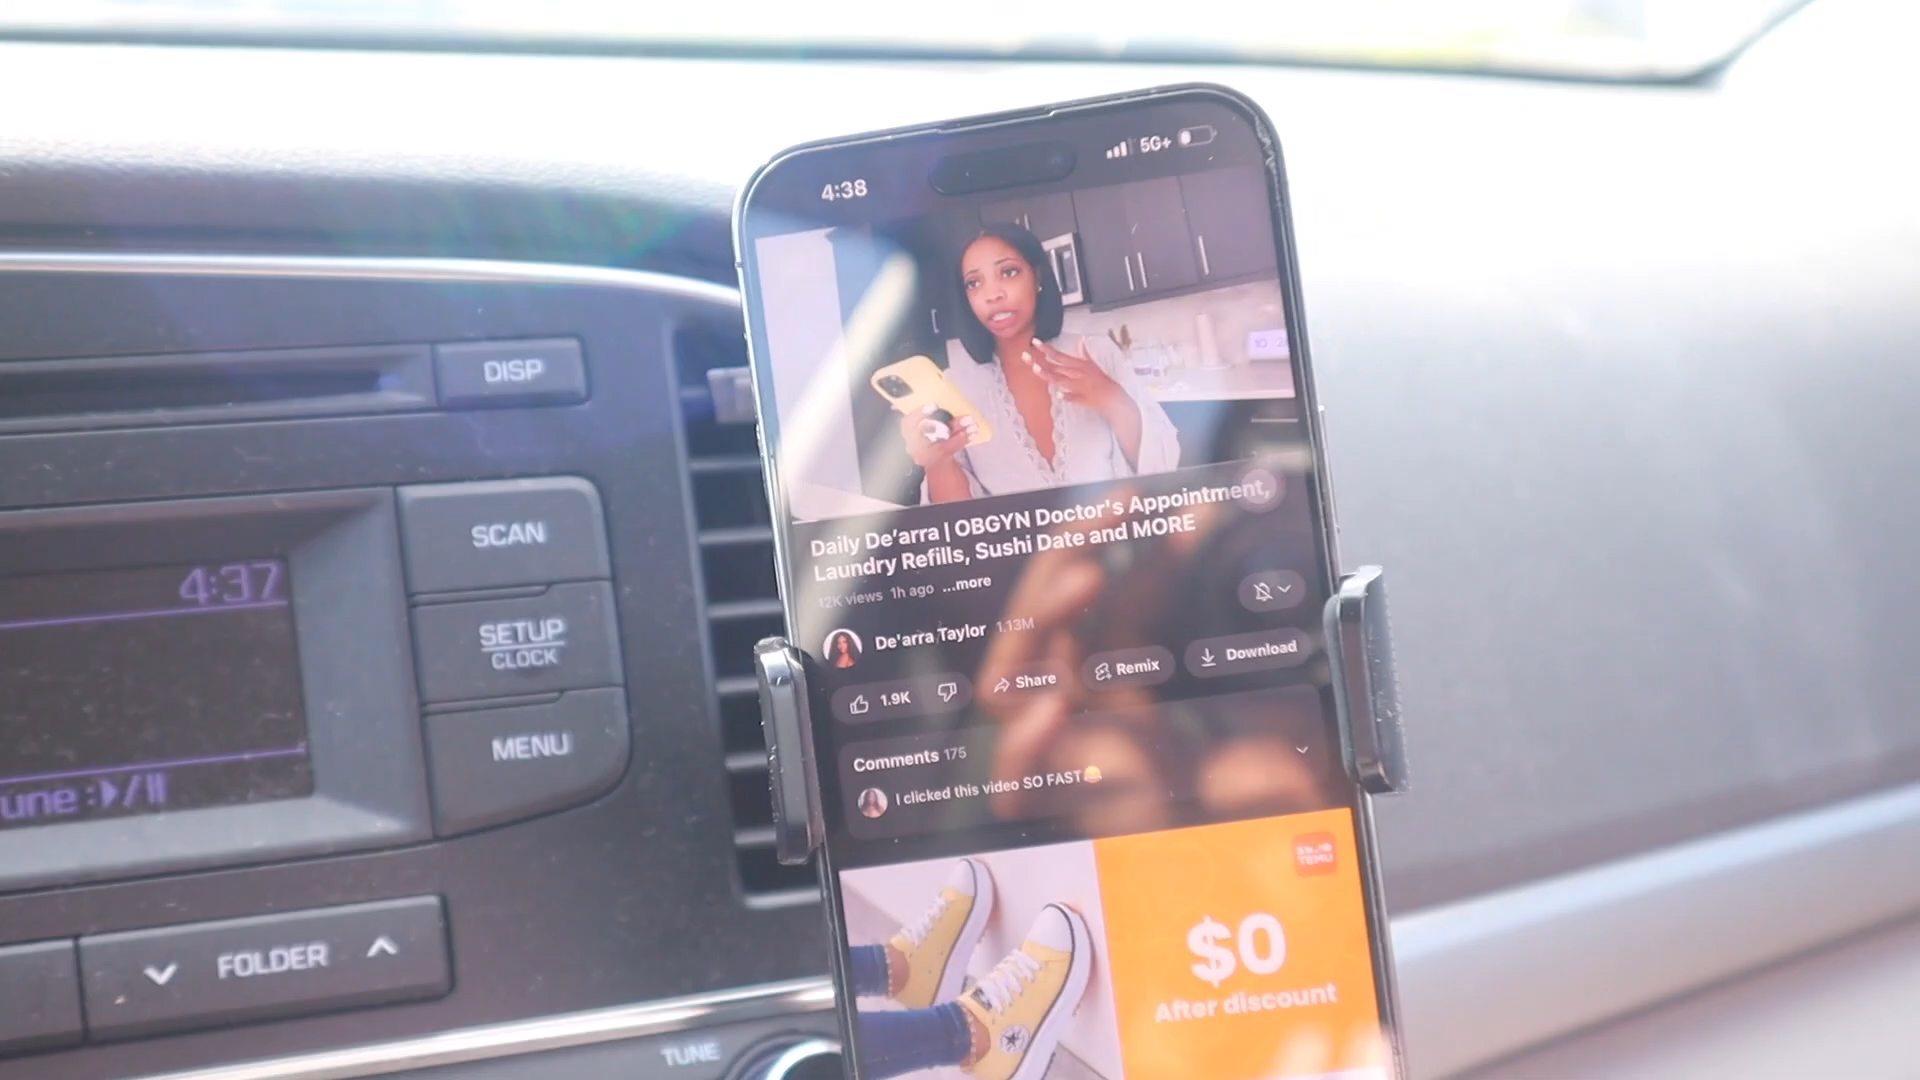 4:38
5G+
Daily De'arra | OBGYN Doctor's Appointment,
Laundry Refills, Sushi Date and MORE
12K views 1h ago ...more
De'arra Taylor 1.13M
1.9K
Share
Remix
Download
Comments 175
I clicked this video SO FAST😂
TEMU
$0
After discount
DISP
SCAN
4:37
SETUP
CLOCK
MENU
une :
FOLDER
TUNE